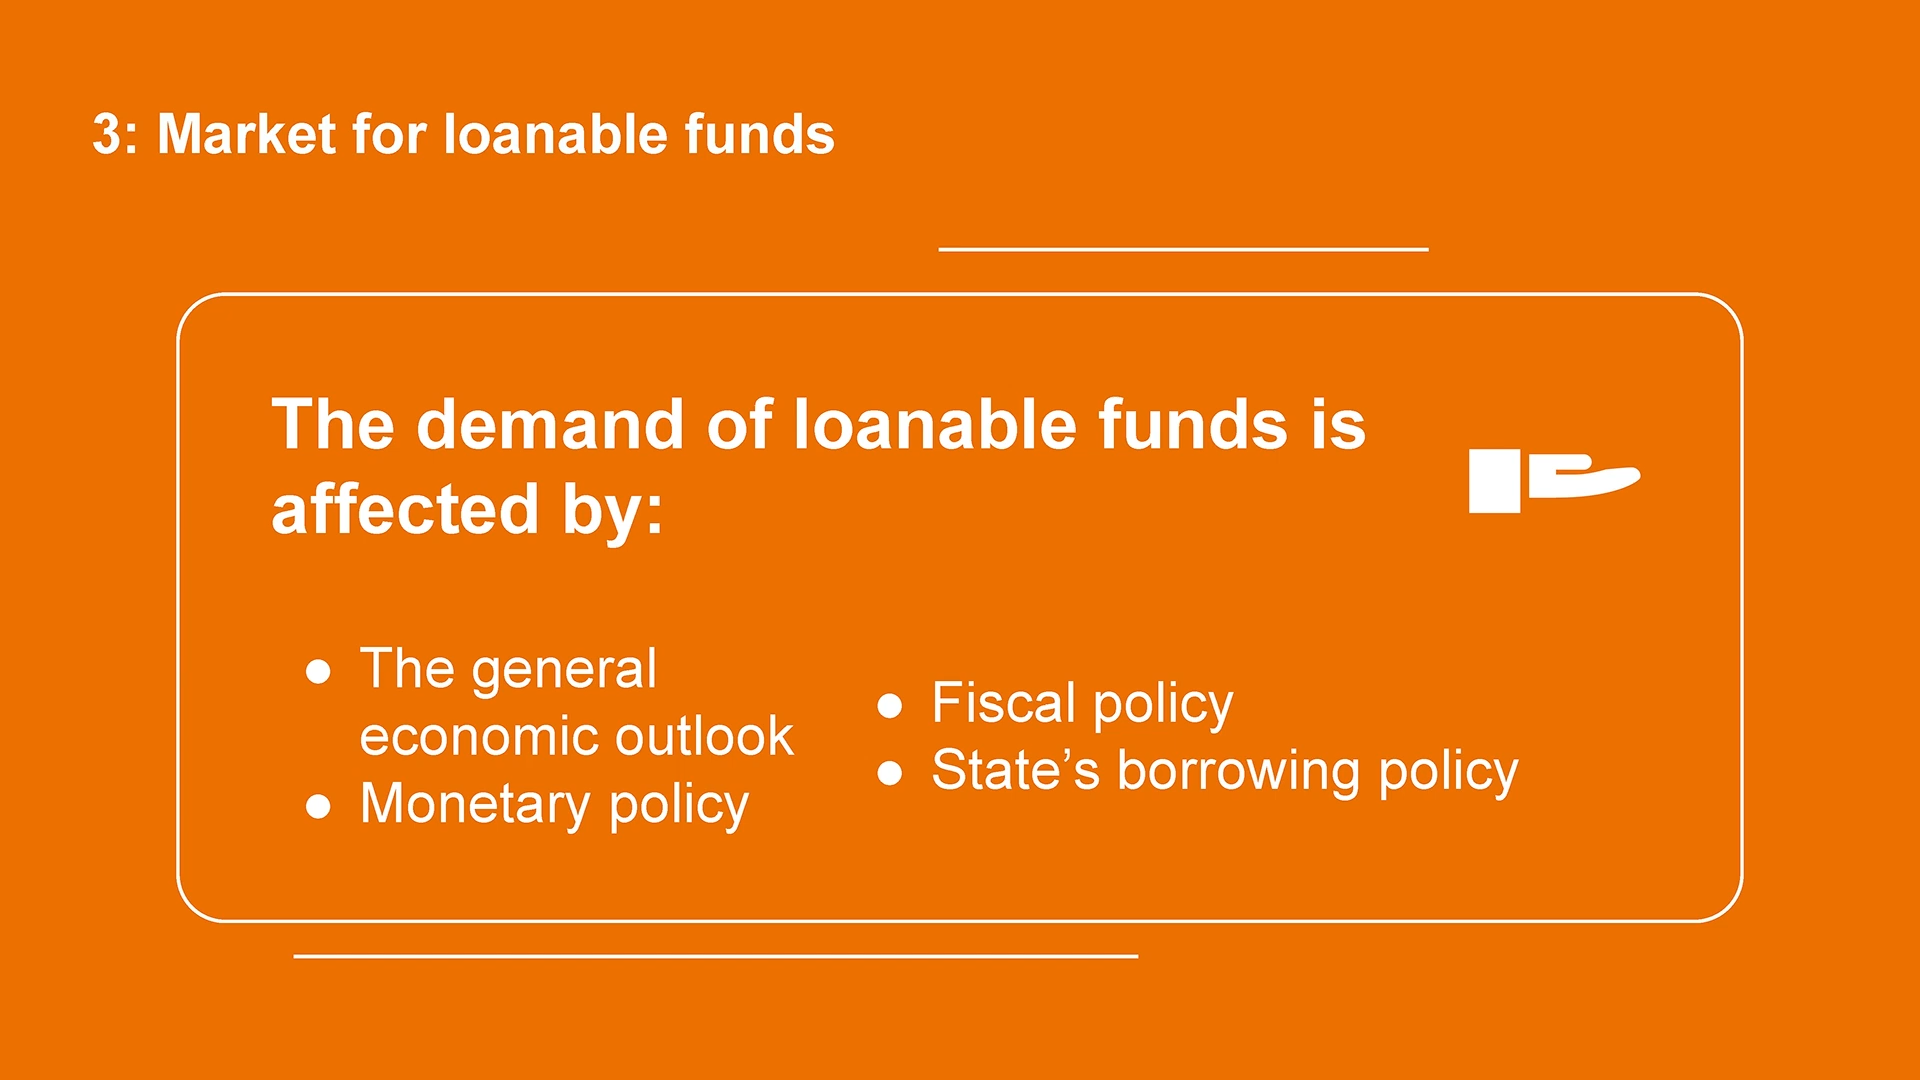 3: Market for loanable funds
The demand of loanable funds is
affected by:
● The general
economic outlook
● Monetary policy
● Fiscal policy
● State’s borrowing policy